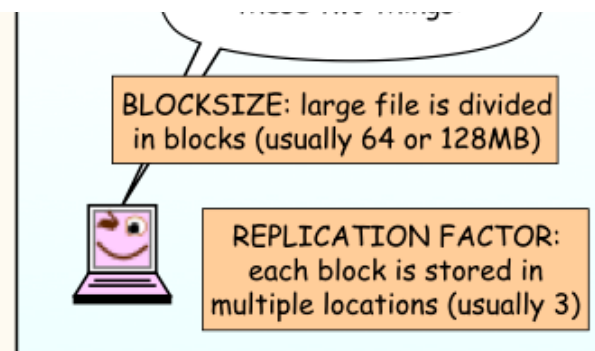 BLOCKSIZE: large file is divided
in blocks (usually 64 or 128MB)
REPLICATION FACTOR:
each block is stored in
multiple locations (usually 3)